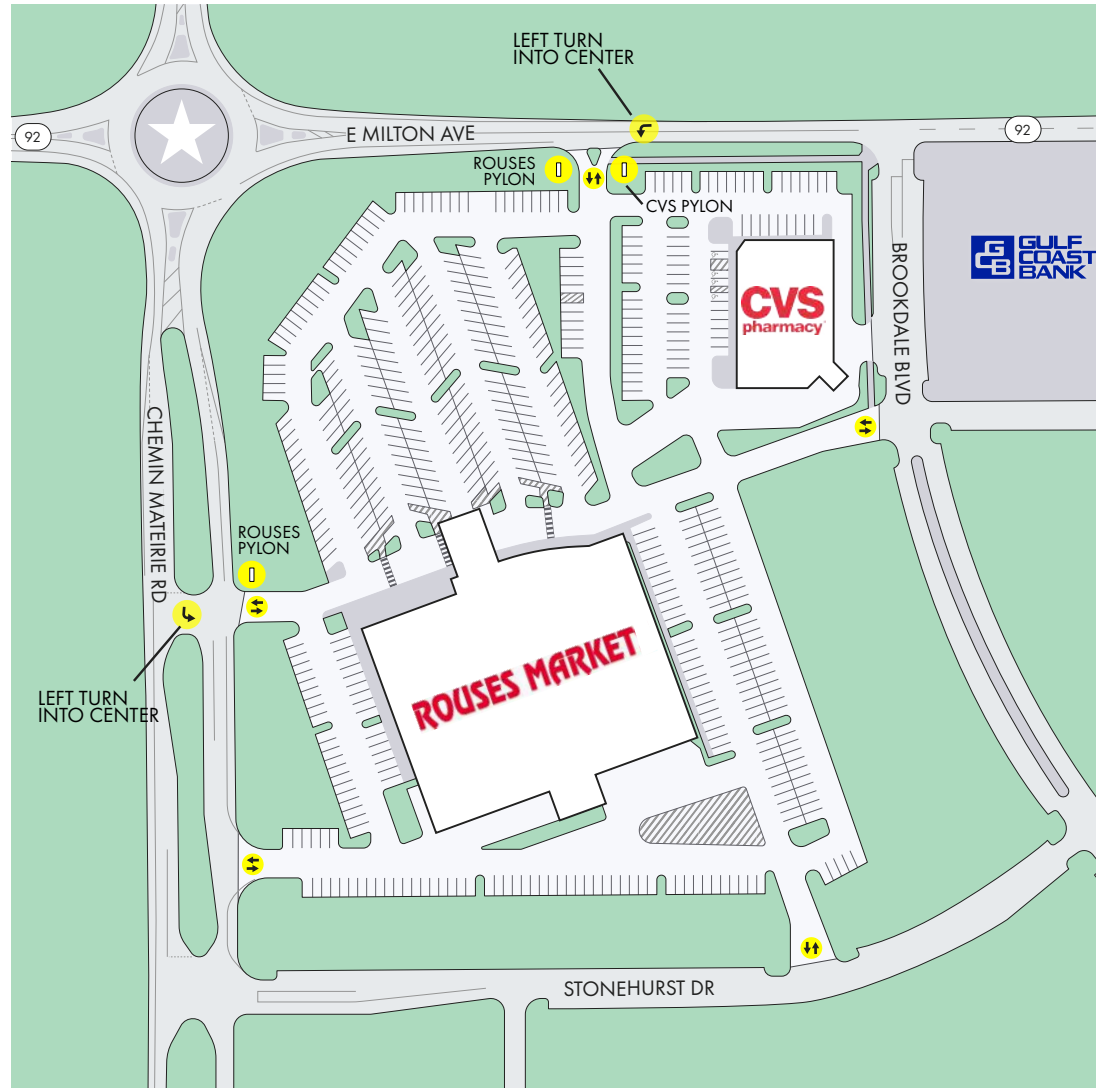 LEFT TURN
INTO CENTER
92
E MILTON AVE
92
ROUSES
PYLON
CVS PYLON
BROOKDALE BLVD
GCB
GULF
COAST
BANK
CVS
pharmacy
CHEMIN MATEIRIE RD
ROUSES
PYLON
ROUSES MARKET
LEFT TURN
INTO CENTER
STONEHURST DR